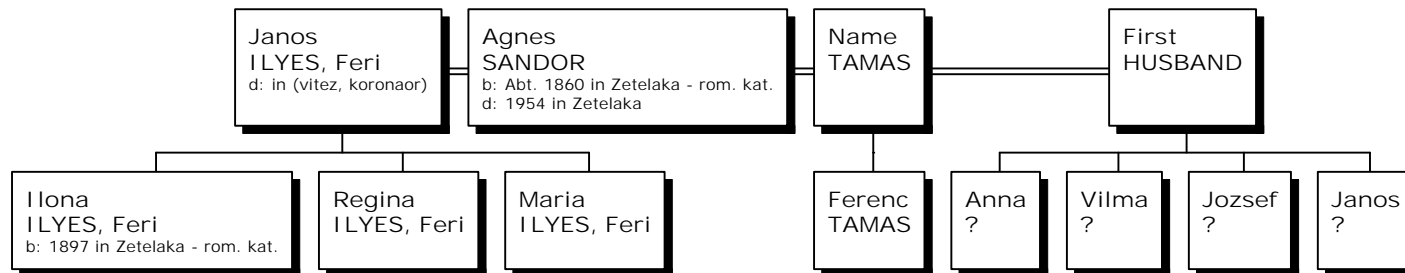 Janos
ILYES, Feri
d: in (vitez, koronaor)
Agnes
SANDOR
b: Abt. 1860 in Zetelaka - rom. kat.
d: 1954 in Zetelaka
Name
TAMAS
First
HUSBAND
Ilona
ILYES, Feri
b: 1897 in Zetelaka - rom. kat.
Regina
ILYES, Feri
Maria
ILYES, Feri
Ferenc
TAMAS
Anna
?
Vilma
?
Jozsef
?
Janos
?